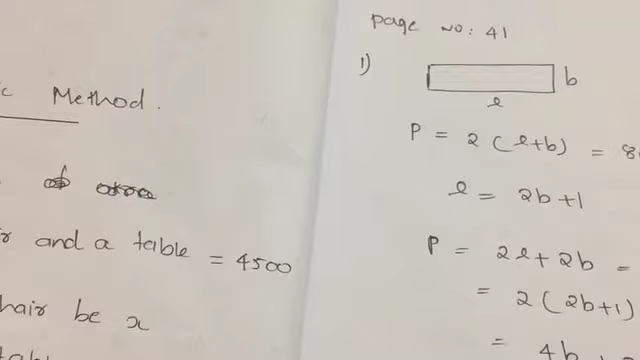 Method.
and a table = 4500
be x
page no: 41
1)
b
l
P = 2 (l+b) = 8
l = 2b+1
P = 2l + 2b =
= 2 (2b+1)
= 4b